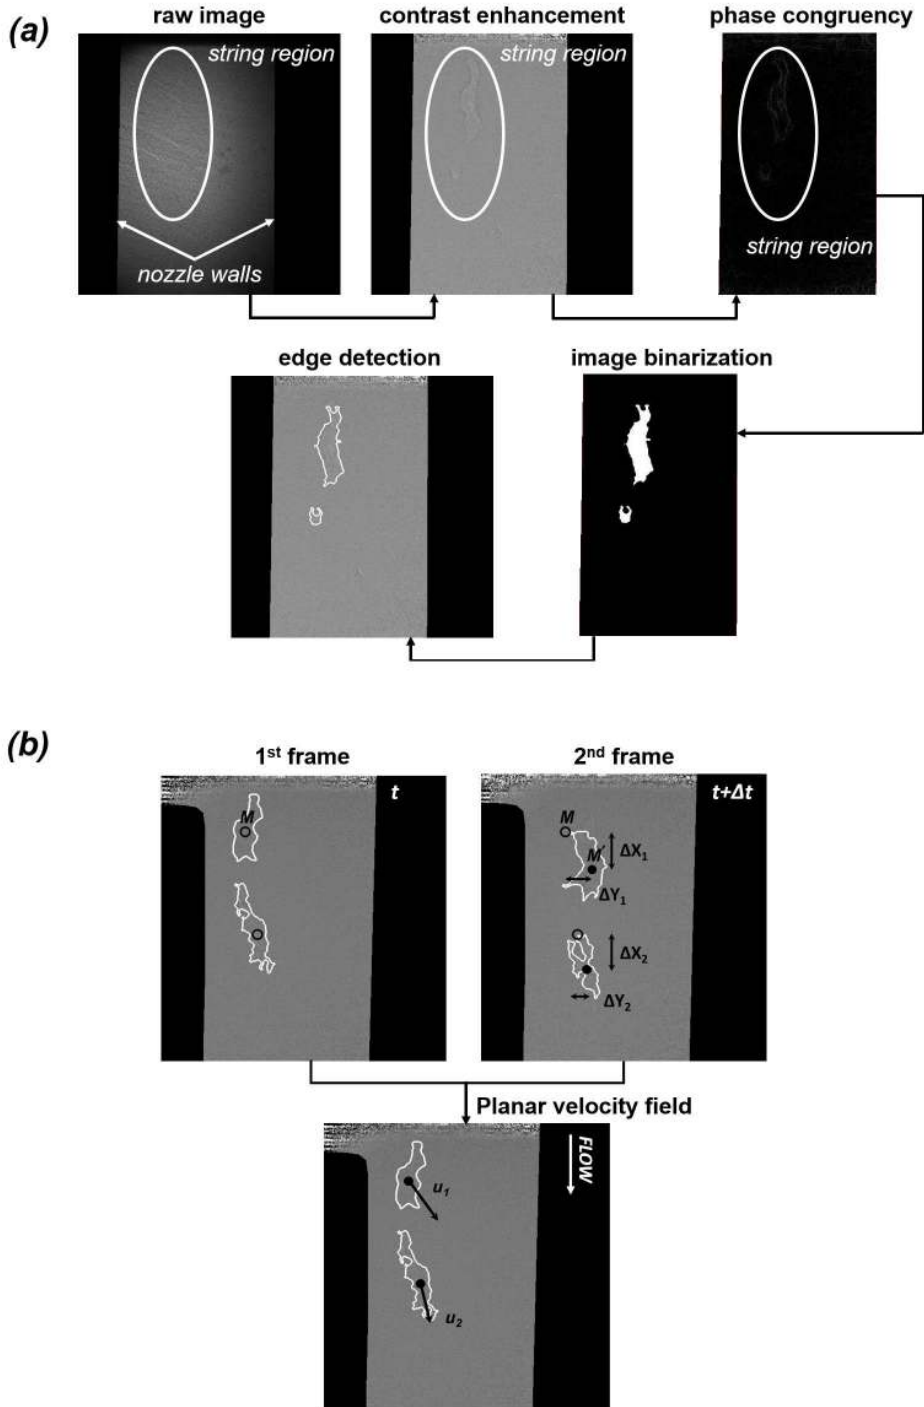 (a)
raw image
contrast enhancement
phase congruency
string region
string region
nozzle walls
string region
edge detection
image binarization
(b)
1st frame
2nd frame
t
t+Δt
M
M
M′
ΔX1
ΔY1
ΔX2
ΔY2
Planar velocity field
FLOW
u1
u2